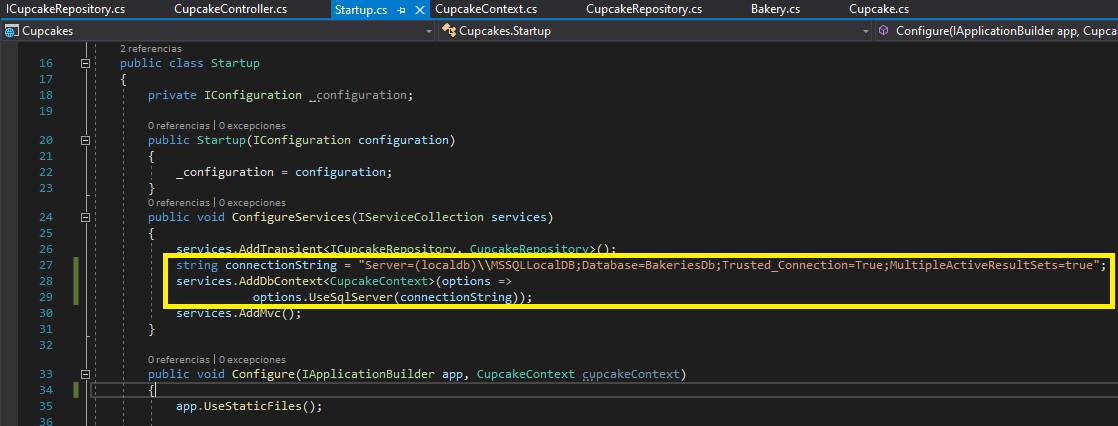 ICupcakeRepository.cs CupcakeController.cs Startup.cs CupcakeContext.cs CupcakeRepository.cs Bakery.cs Cupcake.cs
Cupcakes Cupcakes.Startup Configure(IApplicationBuilder app, Cupca
2 referencias
16 public class Startup
17 {
18 private IConfiguration _configuration;
19
0 referencias | 0 excepciones
20 public Startup(IConfiguration configuration)
21 {
22 _configuration = configuration;
23 }
0 referencias | 0 excepciones
24 public void ConfigureServices(IServiceCollection services)
25 {
26 services.AddTransient<ICupcakeRepository, CupcakeRepository>();
27 string connectionString = "Server=(localdb)\\MSSQLLocalDB;Database=BakeriesDb;Trusted_Connection=True;MultipleActiveResultSets=true";
28 services.AddDbContext<CupcakeContext>(options =>
29 options.UseSqlServer(connectionString));
30 services.AddMvc();
31 }
32
0 referencias | 0 excepciones
33 public void Configure(IApplicationBuilder app, CupcakeContext cupcakeContext)
34 {
35 app.UseStaticFiles();
36